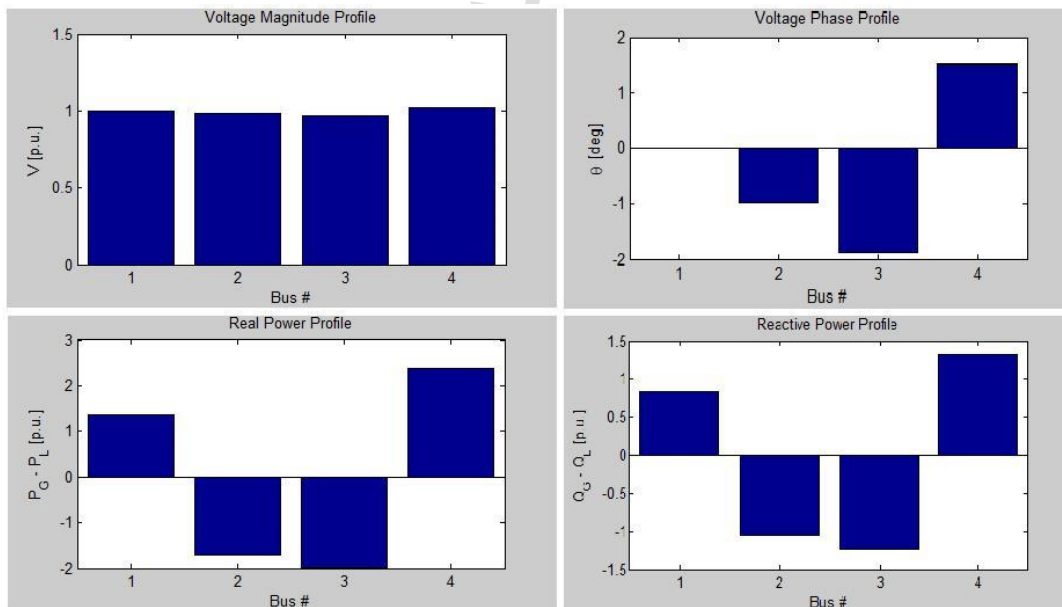 Voltage Magnitude Profile
1.5
1
0.5
0
V [p.u.]
1 2 3 4
Bus #
Voltage Phase Profile
2
1
0
-1
-2
θ [deg]
1 2 3 4
Bus #
Real Power Profile
3
2
1
0
-1
-2
P_G - P_L [p.u.]
1 2 3 4
Bus #
Reactive Power Profile
1.5
1
0.5
0
-0.5
-1
-1.5
Q_G - Q_L [p.u.]
1 2 3 4
Bus #